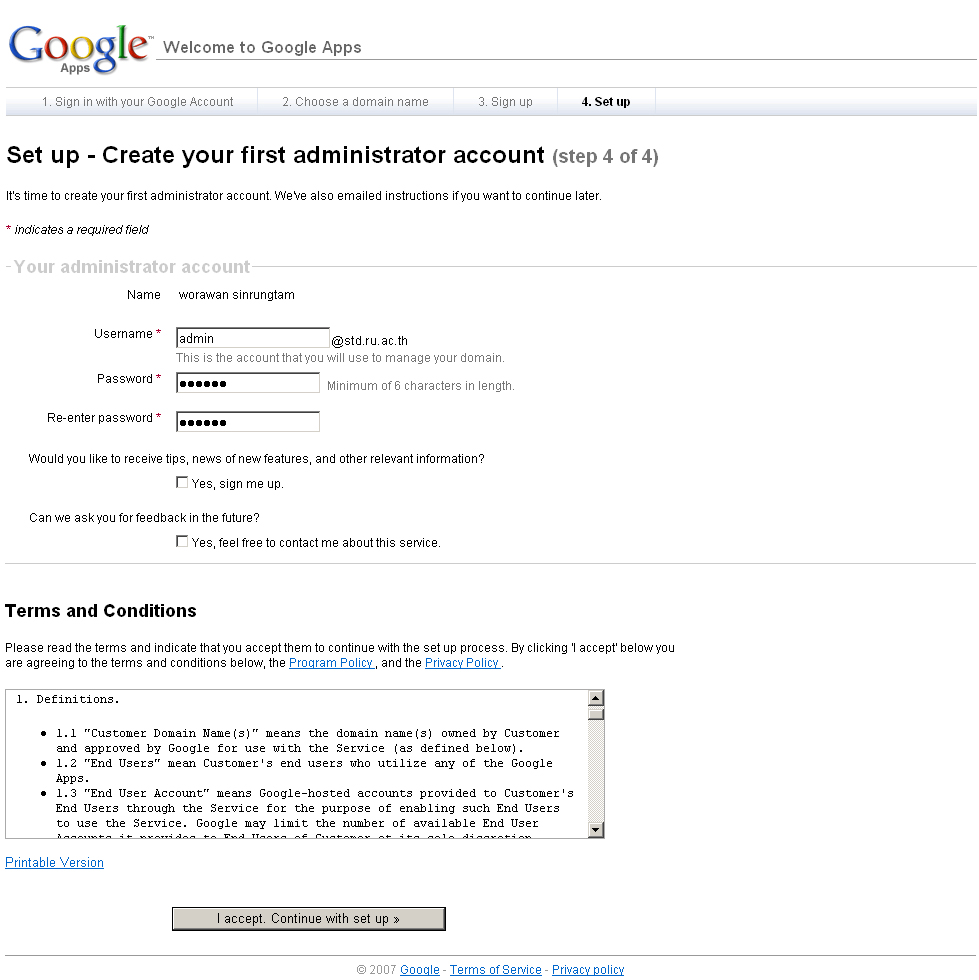 Google™
Apps
Welcome to Google Apps
1. Sign in with your Google Account
2. Choose a domain name
3. Sign up
4. Set up
Set up - Create your first administrator account (step 4 of 4)
It's time to create your first administrator account. We've also emailed instructions if you want to continue later.
* indicates a required field
Your administrator account
Name worawan sinrungtam
Username * admin @std.ru.ac.th
This is the account that you will use to manage your domain.
Password * ●●●●●● Minimum of 6 characters in length.
Re-enter password * ●●●●●●
Would you like to receive tips, news of new features, and other relevant information?
Yes, sign me up.
Can we ask you for feedback in the future?
Yes, feel free to contact me about this service.
Terms and Conditions
Please read the terms and indicate that you accept them to continue with the set up process. By clicking 'I accept' below you
are agreeing to the terms and conditions below, the Program Policy , and the Privacy Policy .
1. Definitions.
● 1.1 "Customer Domain Name(s)" means the domain name(s) owned by Customer
and approved by Google for use with the Service (as defined below).
● 1.2 "End Users" mean Customer's end users who utilize any of the Google
Apps.
● 1.3 "End User Account" means Google-hosted accounts provided to Customer's
End Users through the Service for the purpose of enabling such End Users
to use the Service. Google may limit the number of available End User
Accounts it provides to End Users of Customer at its sole discretion
Printable Version
I accept. Continue with set up »
© 2007 Google - Terms of Service - Privacy policy